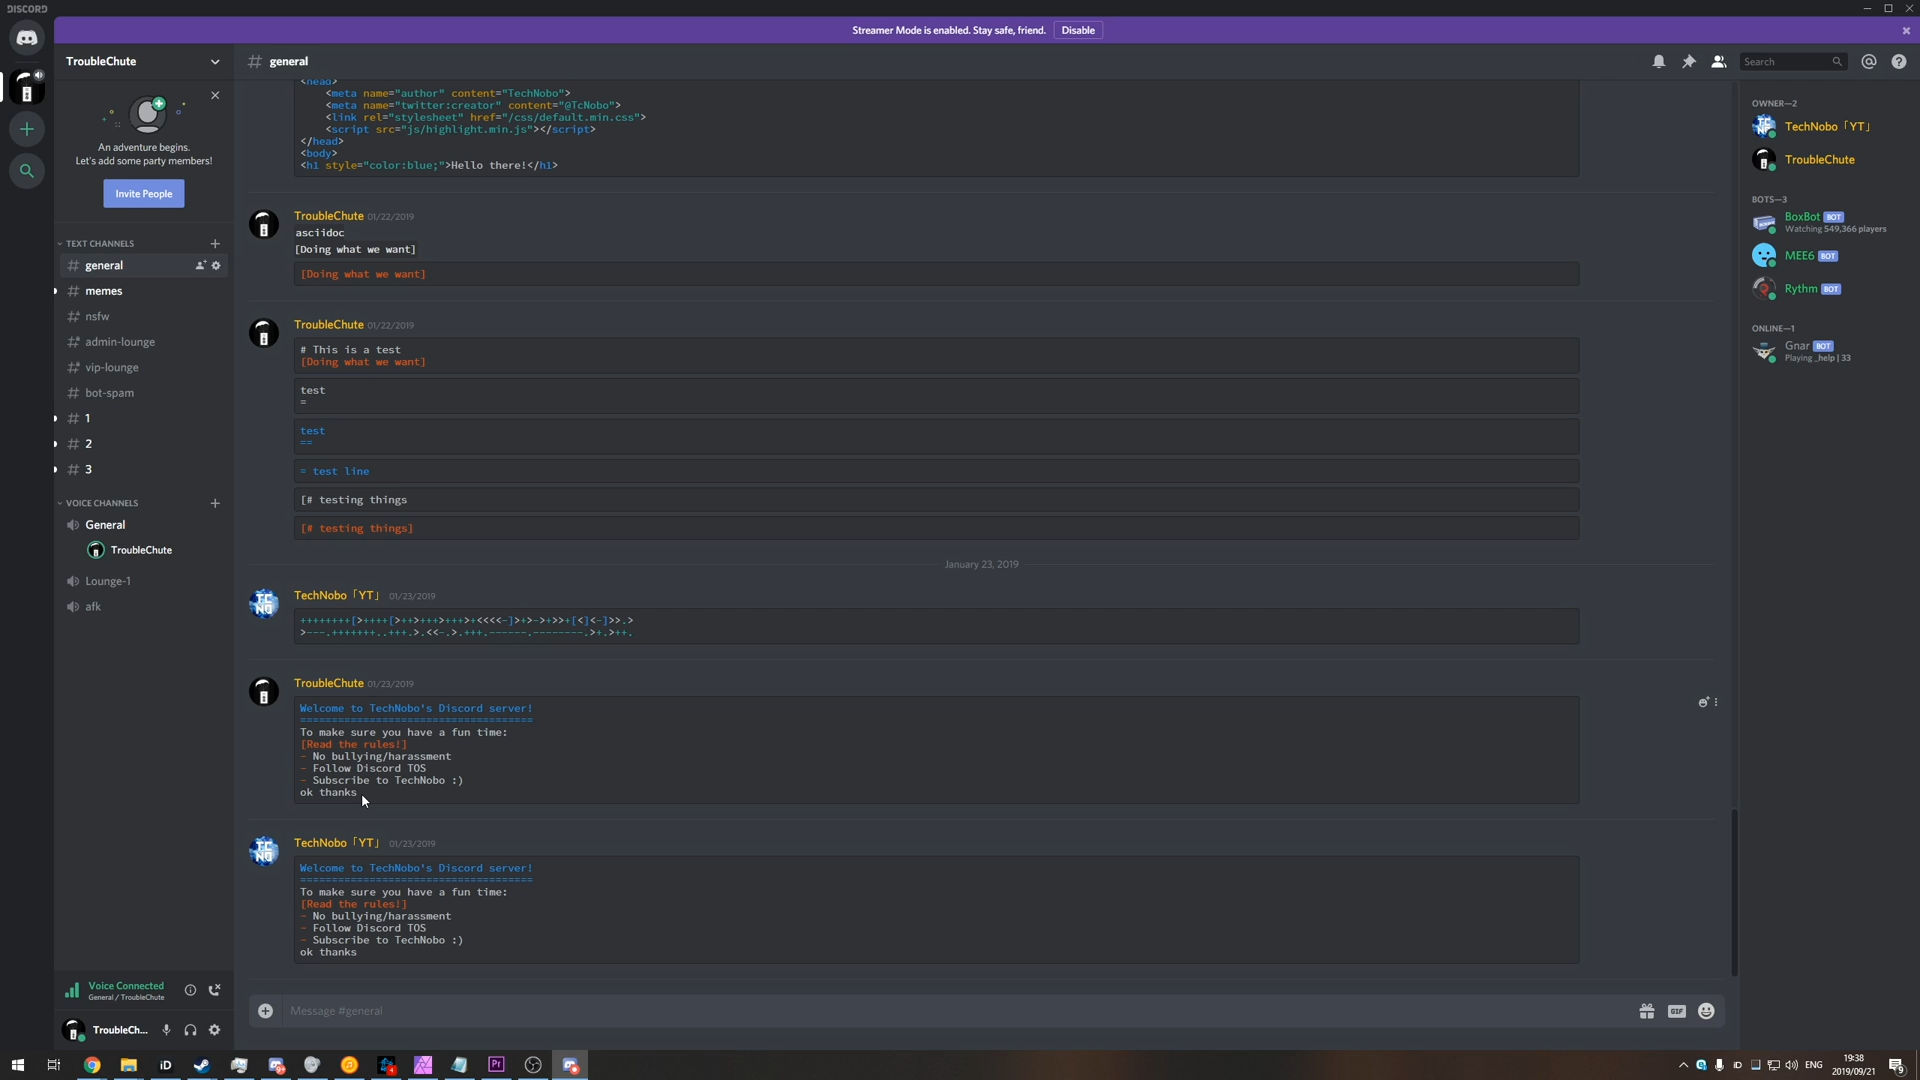 DISCORD
Streamer Mode is enabled. Stay safe, friend.
Disable
TroubleChute
general
Search
An adventure begins.
Let's add some party members!
Invite People
TEXT CHANNELS
general
memes
nsfw
admin-lounge
vip-lounge
bot-spam
1
2
3
VOICE CHANNELS
General
TroubleChute
Lounge-1
afk
Voice Connected
General / TroubleChute
TroubleCh...
<head>
<meta name="author" content="TechNobo">
<meta name="twitter:creator" content="@TcNobo">
<link rel="stylesheet" href="/css/default.min.css">
<script src="js/highlight.min.js"></script>
</head>
<body>
<h1 style="color:blue;">Hello there!</h1>
TroubleChute 01/22/2019
asciidoc
[Doing what we want]
[Doing what we want]
TroubleChute 01/22/2019
# This is a test
[Doing what we want]
test
=
test
==
= test line
[# testing things
[# testing things]
January 23, 2019
TechNobo「YT」 01/23/2019
++++++++[>++++[>++>+++>+++>+<<<<-]>+>->+>>+[<]<-]>>.>
>---.+++++++..+++.>.<<-.>.+++.------.--------.>+.>++.
TroubleChute 01/23/2019
Welcome to TechNobo's Discord server!
=====================================
To make sure you have a fun time:
[Read the rules!]
- No bullying/harassment
- Follow Discord TOS
- Subscribe to TechNobo :)
ok thanks
TechNobo「YT」 01/23/2019
Welcome to TechNobo's Discord server!
=====================================
To make sure you have a fun time:
[Read the rules!]
- No bullying/harassment
- Follow Discord TOS
- Subscribe to TechNobo :)
ok thanks
Message #general
GIF
OWNER—2
TechNobo「YT」
TroubleChute
BOTS—3
BoxBot BOT
Watching 549,366 players
MEE6 BOT
Rythm BOT
ONLINE—1
Gnar BOT
Playing _help | 33
iD
Pr
iD
ENG
19:38
2019/09/21